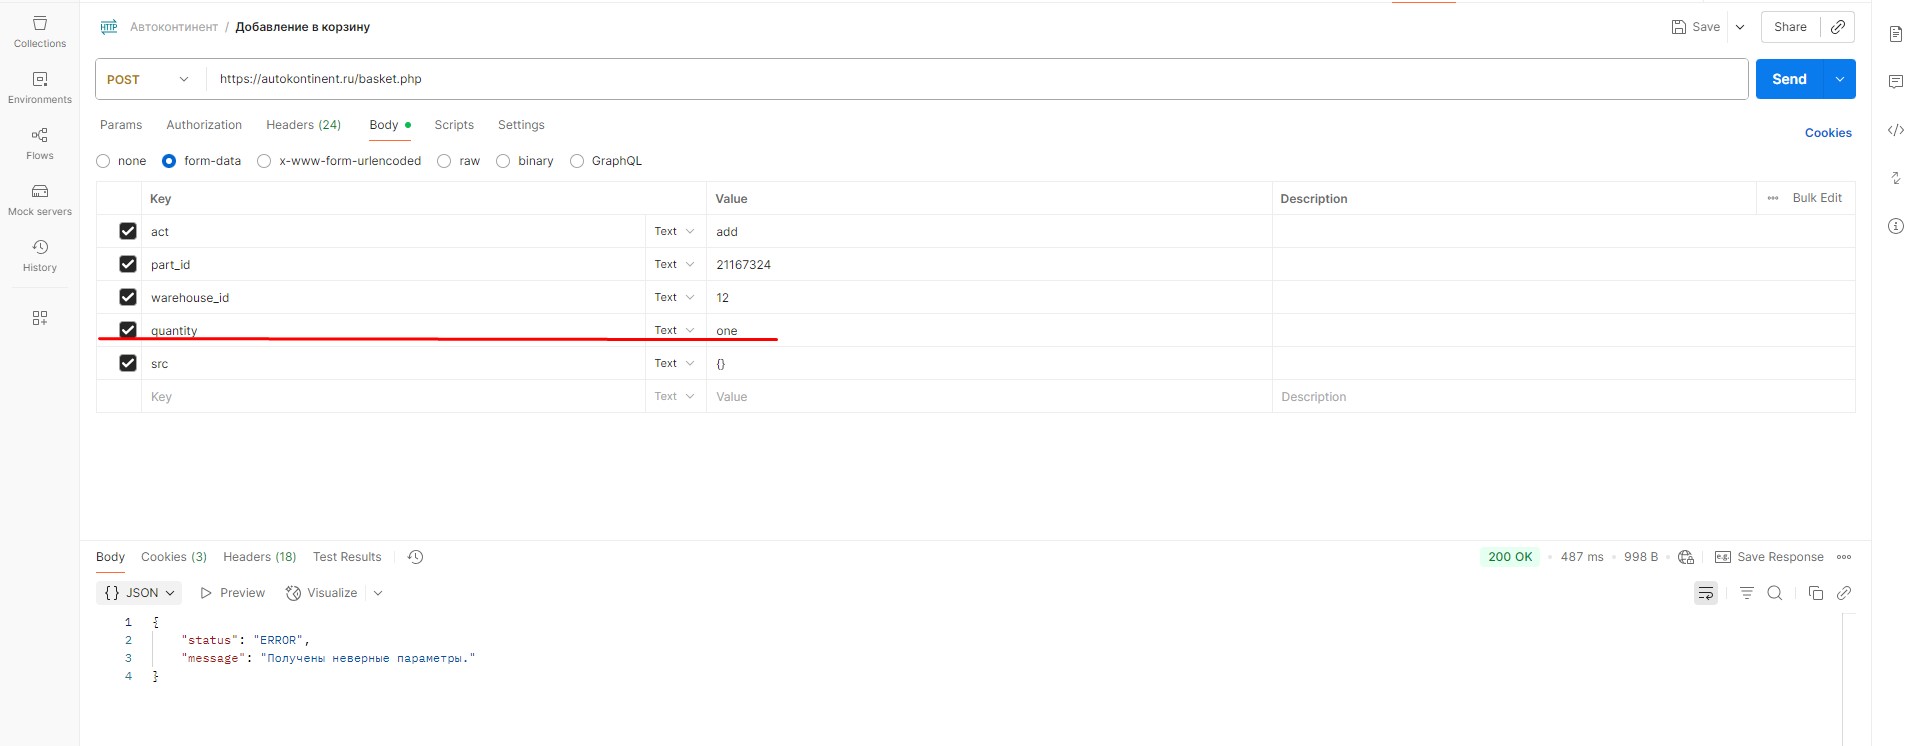 Collections
Environments
Flows
Mock servers
History
HTTP Автоконтинент / Добавление в корзину
Save Share
POST https://autokontinent.ru/basket.php Send
Params Authorization Headers (24) Body Scripts Settings Cookies
none form-data x-www-form-urlencoded raw binary GraphQL
Key Value Description Bulk Edit
act Text add
part_id Text 21167324
warehouse_id Text 12
quantity Text one
src Text {}
Key Text Value Description
Body Cookies (3) Headers (18) Test Results 200 OK 487 ms 998 B e.g. Save Response
{} JSON Preview Visualize
1 {
2 "status": "ERROR",
3 "message": "Получены неверные параметры."
4 }